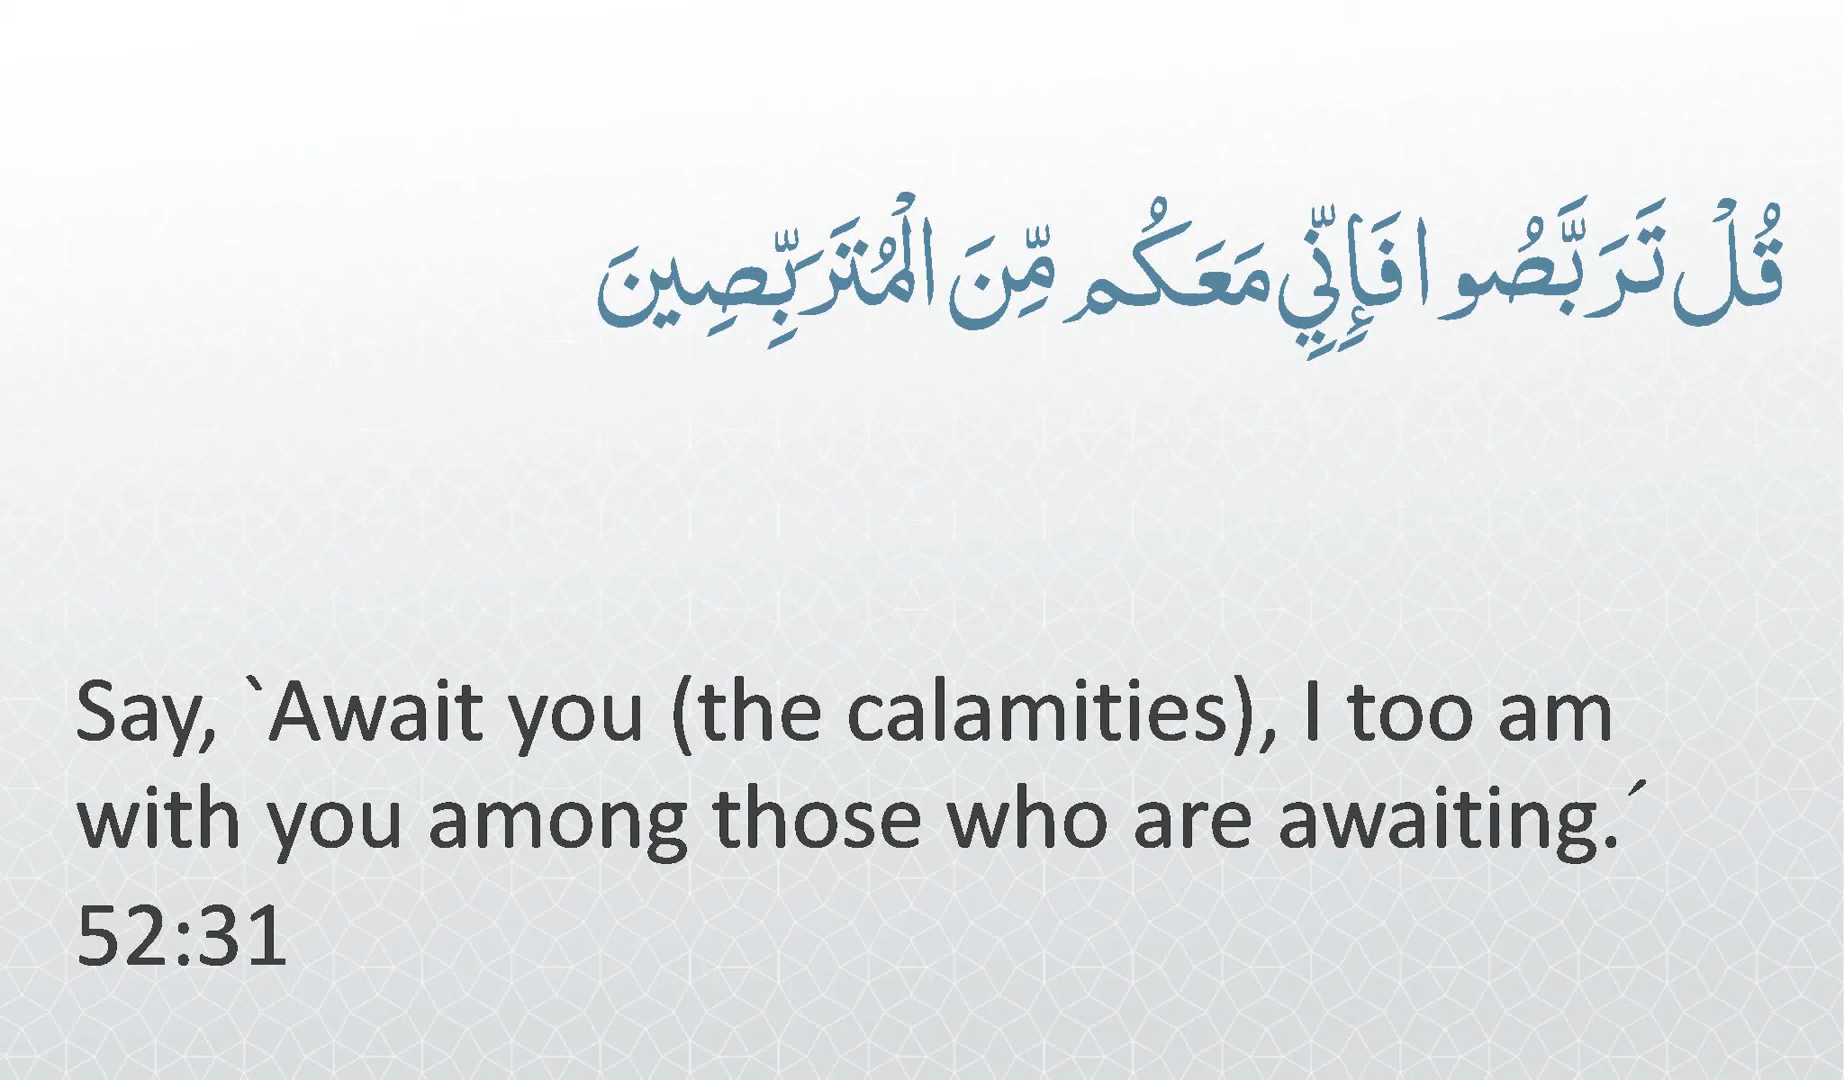 قُلْ تَرَبَّصُوا فَإِنِّي مَعَكُم مِّنَ الْمُتَرَبِّصِينَ
Say, `Await you (the calamities), I too am
with you among those who are awaiting.´
52:31